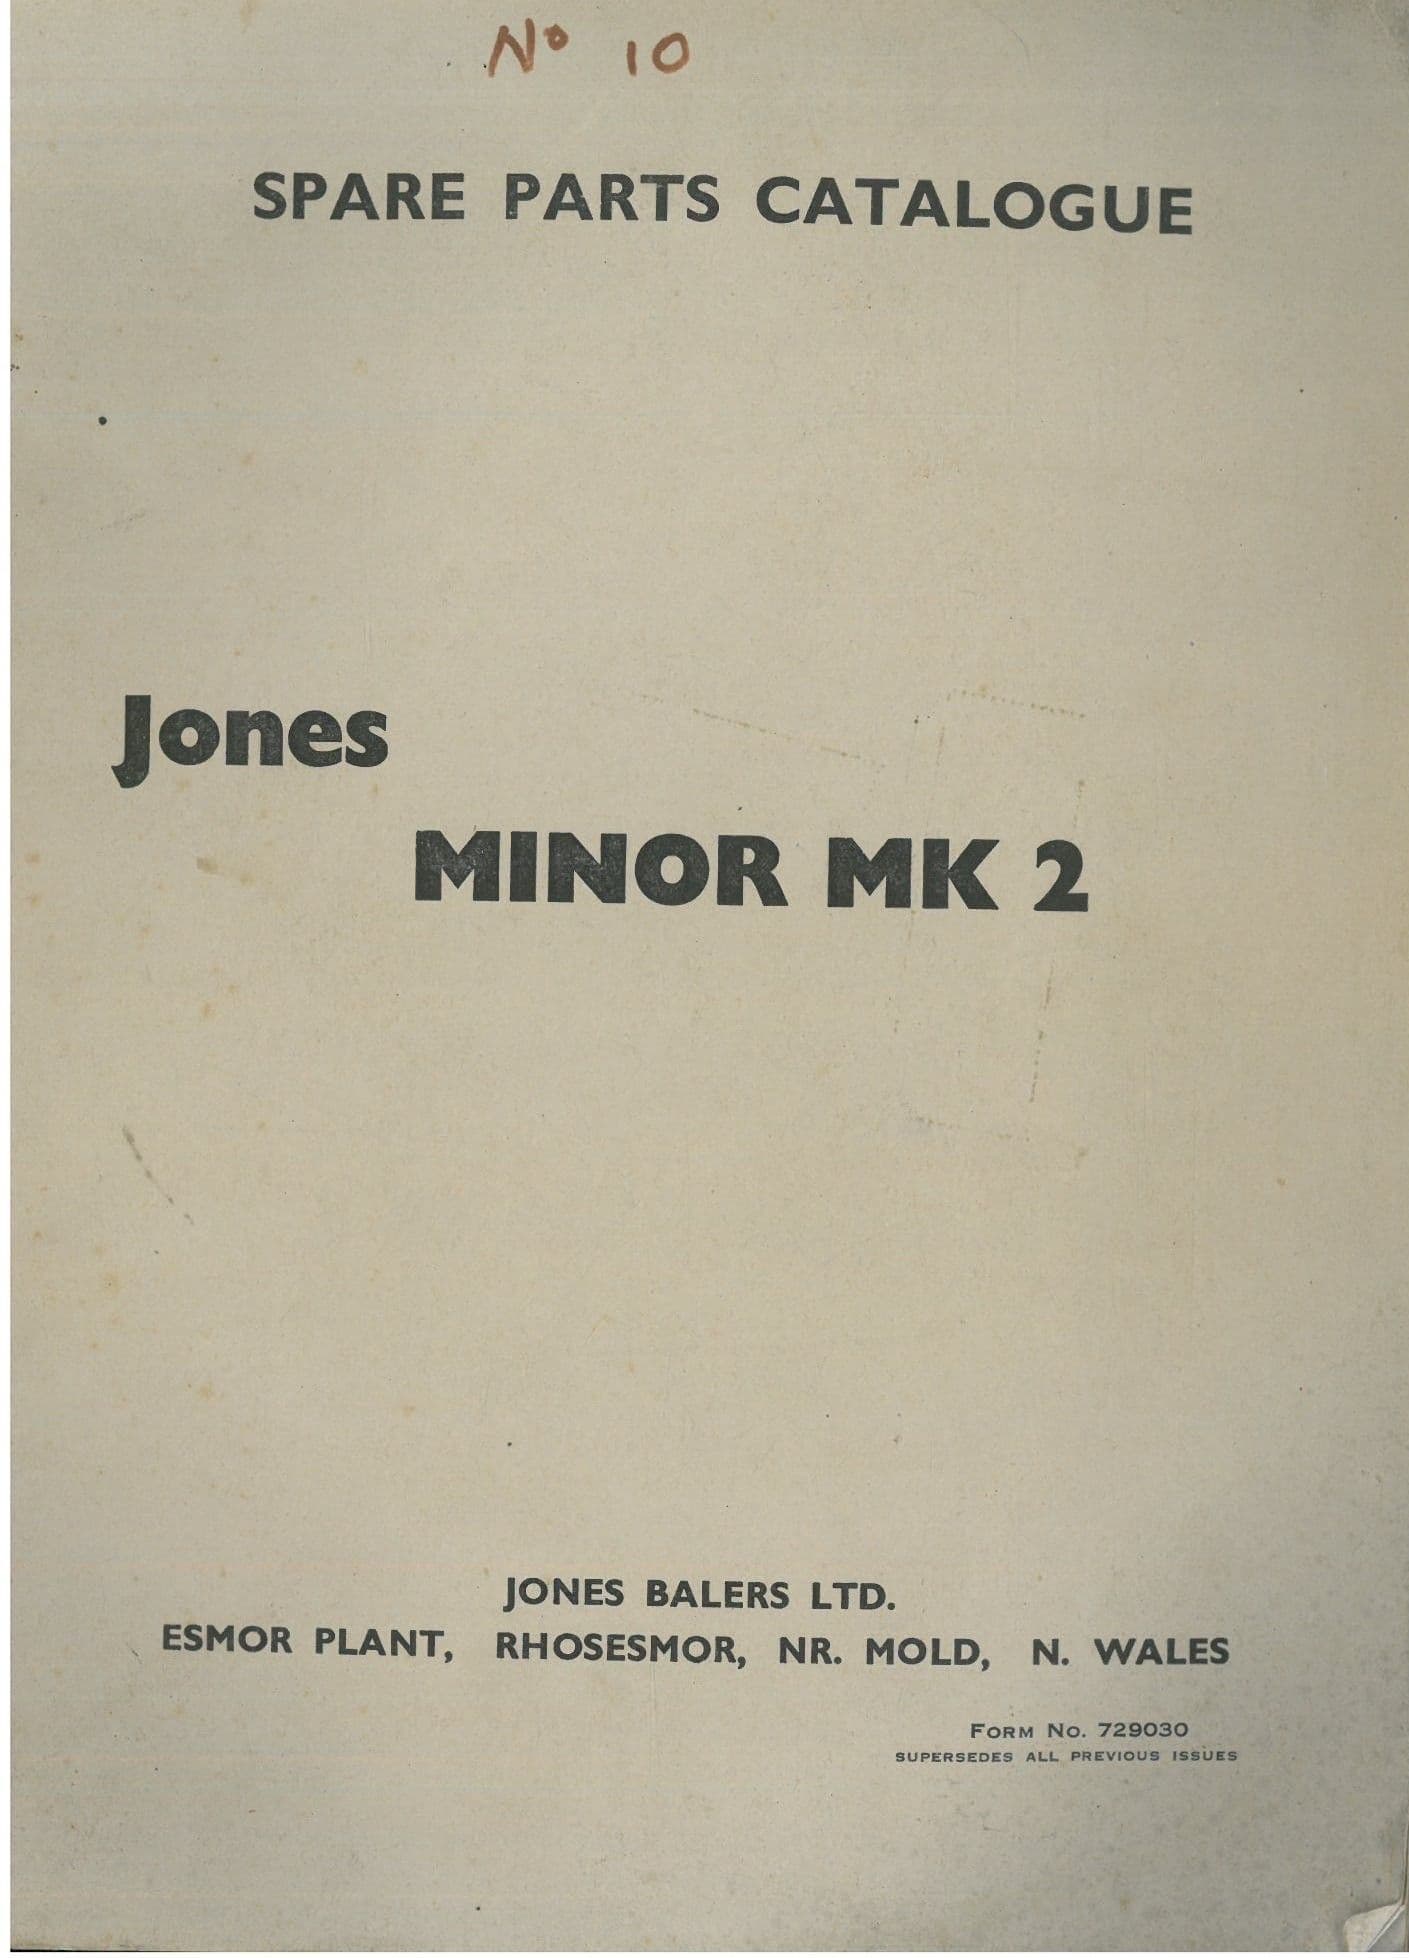 No 10
SPARE PARTS CATALOGUE
Jones
MINOR MK 2
JONES BALERS LTD.
ESMOR PLANT, RHOSESMOR, NR. MOLD, N. WALES
FORM NO. 729030
SUPERSEDES ALL PREVIOUS ISSUES